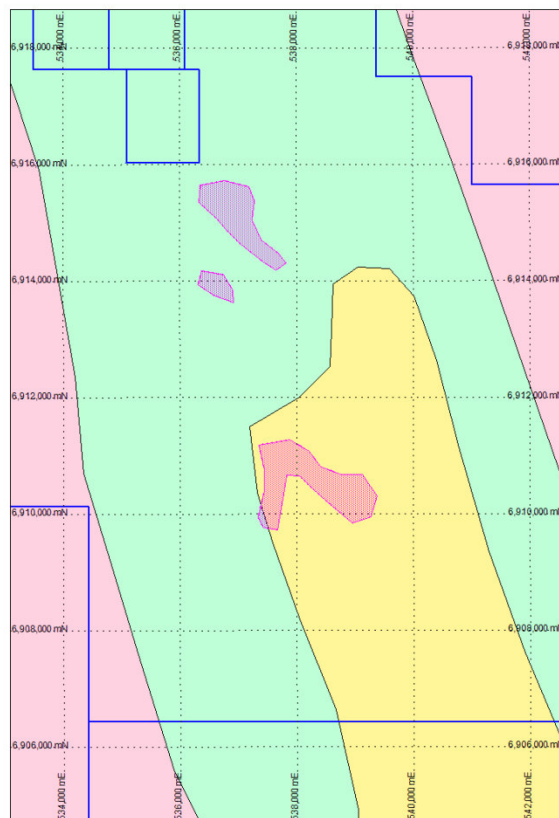 534,000 mE
536,000 mE
538,000 mE
540,000 mE
542,000 mE
6,918,000 mN
6,918,000 mN
6,916,000 mN
6,916,000 mN
6,914,000 mN
6,914,000 mN
6,912,000 mN
6,912,000 mN
6,910,000 mN
6,910,000 mN
6,908,000 mN
6,908,000 mN
6,906,000 mN
6,906,000 mN
534,000 mE
536,000 mE
538,000 mE
540,000 mE
542,000 mE